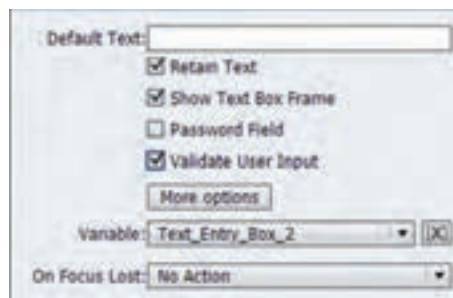 Default Text:
Retain Text
Show Text Box Frame
Password Field
Validate User Input
More options
Variable: Text_Entry_Box_2 [X]
On Focus Lost: No Action